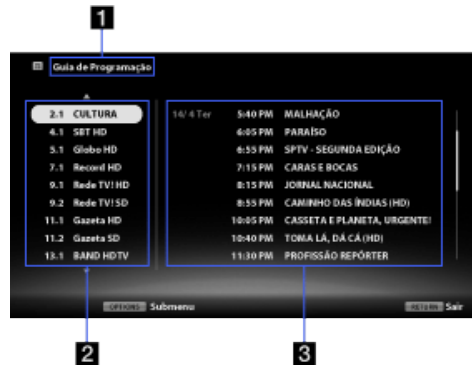 1
Guia de Programação
2.1 CULTURA
4.1 SBT HD
5.1 Globo HD
7.1 Record HD
9.1 Rede TV! HD
9.2 Rede TV! SD
11.1 Gazeta HD
11.2 Gazeta SD
13.1 BAND HDTV
14/ 4 Ter 5:40 PM MALHAÇÃO
6:05 PM PARAÍSO
6:55 PM SPTV - SEGUNDA EDIÇÃO
7:15 PM CARAS E BOCAS
8:15 PM JORNAL NACIONAL
8:55 PM CAMINHO DAS ÍNDIAS (HD)
10:05 PM CASSETA E PLANETA, URGENTE!
10:40 PM TOMA LÁ, DÁ CÁ (HD)
11:30 PM PROFISSÃO REPÓRTER
OPTIONS Submenu
RETURN Sair
2
3